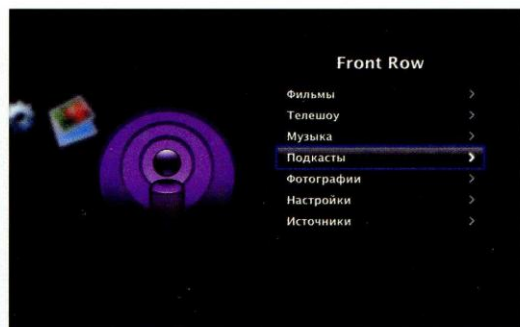 Front Row
Фильмы
Телешоу
Музыка
Подкасты
Фотографии
Настройки
Источники